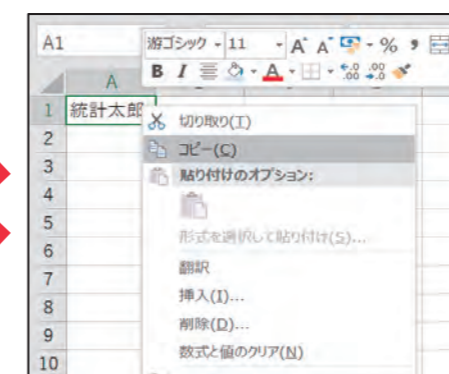 A1
游ゴシック 11 A A %
B I A .00 .00
A
1 統計太郎
切り取り(T)
2
コピー(C)
3
貼り付けのオプション:
4
5
形式を選択して貼り付け(S)...
6
翻訳
7
挿入(I)...
8
削除(D)...
9
数式と値のクリア(N)
10